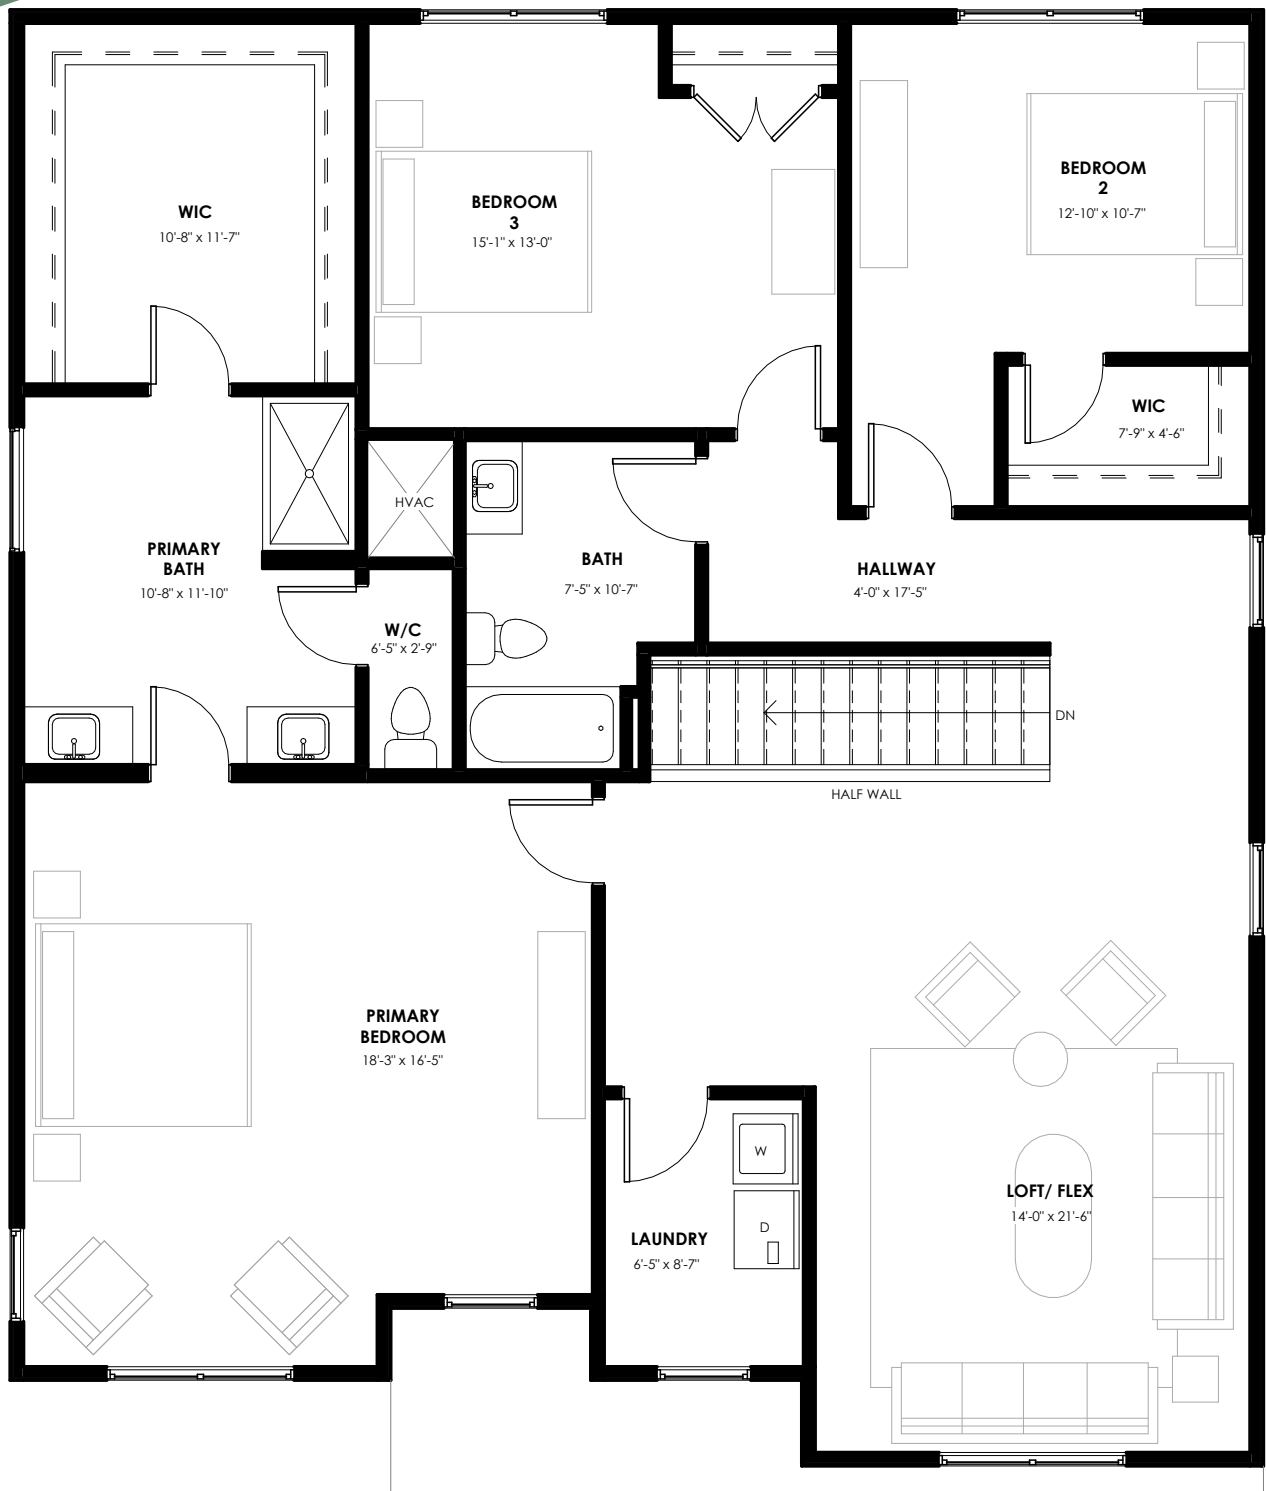 WIC
10'-8" x 11'-7"
BEDROOM
3
15'-1" x 13'-0"
BEDROOM
2
12'-10" x 10'-7"
WIC
7'-9" x 4'-6"
HVAC
PRIMARY
BATH
10'-8" x 11'-10"
BATH
7'-5" x 10'-7"
HALLWAY
4'-0" x 17'-5"
W/C
6'-5" x 2'-9"
DN
HALF WALL
PRIMARY
BEDROOM
18'-3" x 16'-5"
W
D
LAUNDRY
6'-5" x 8'-7"
LOFT/ FLEX
14'-0" x 21'-6"